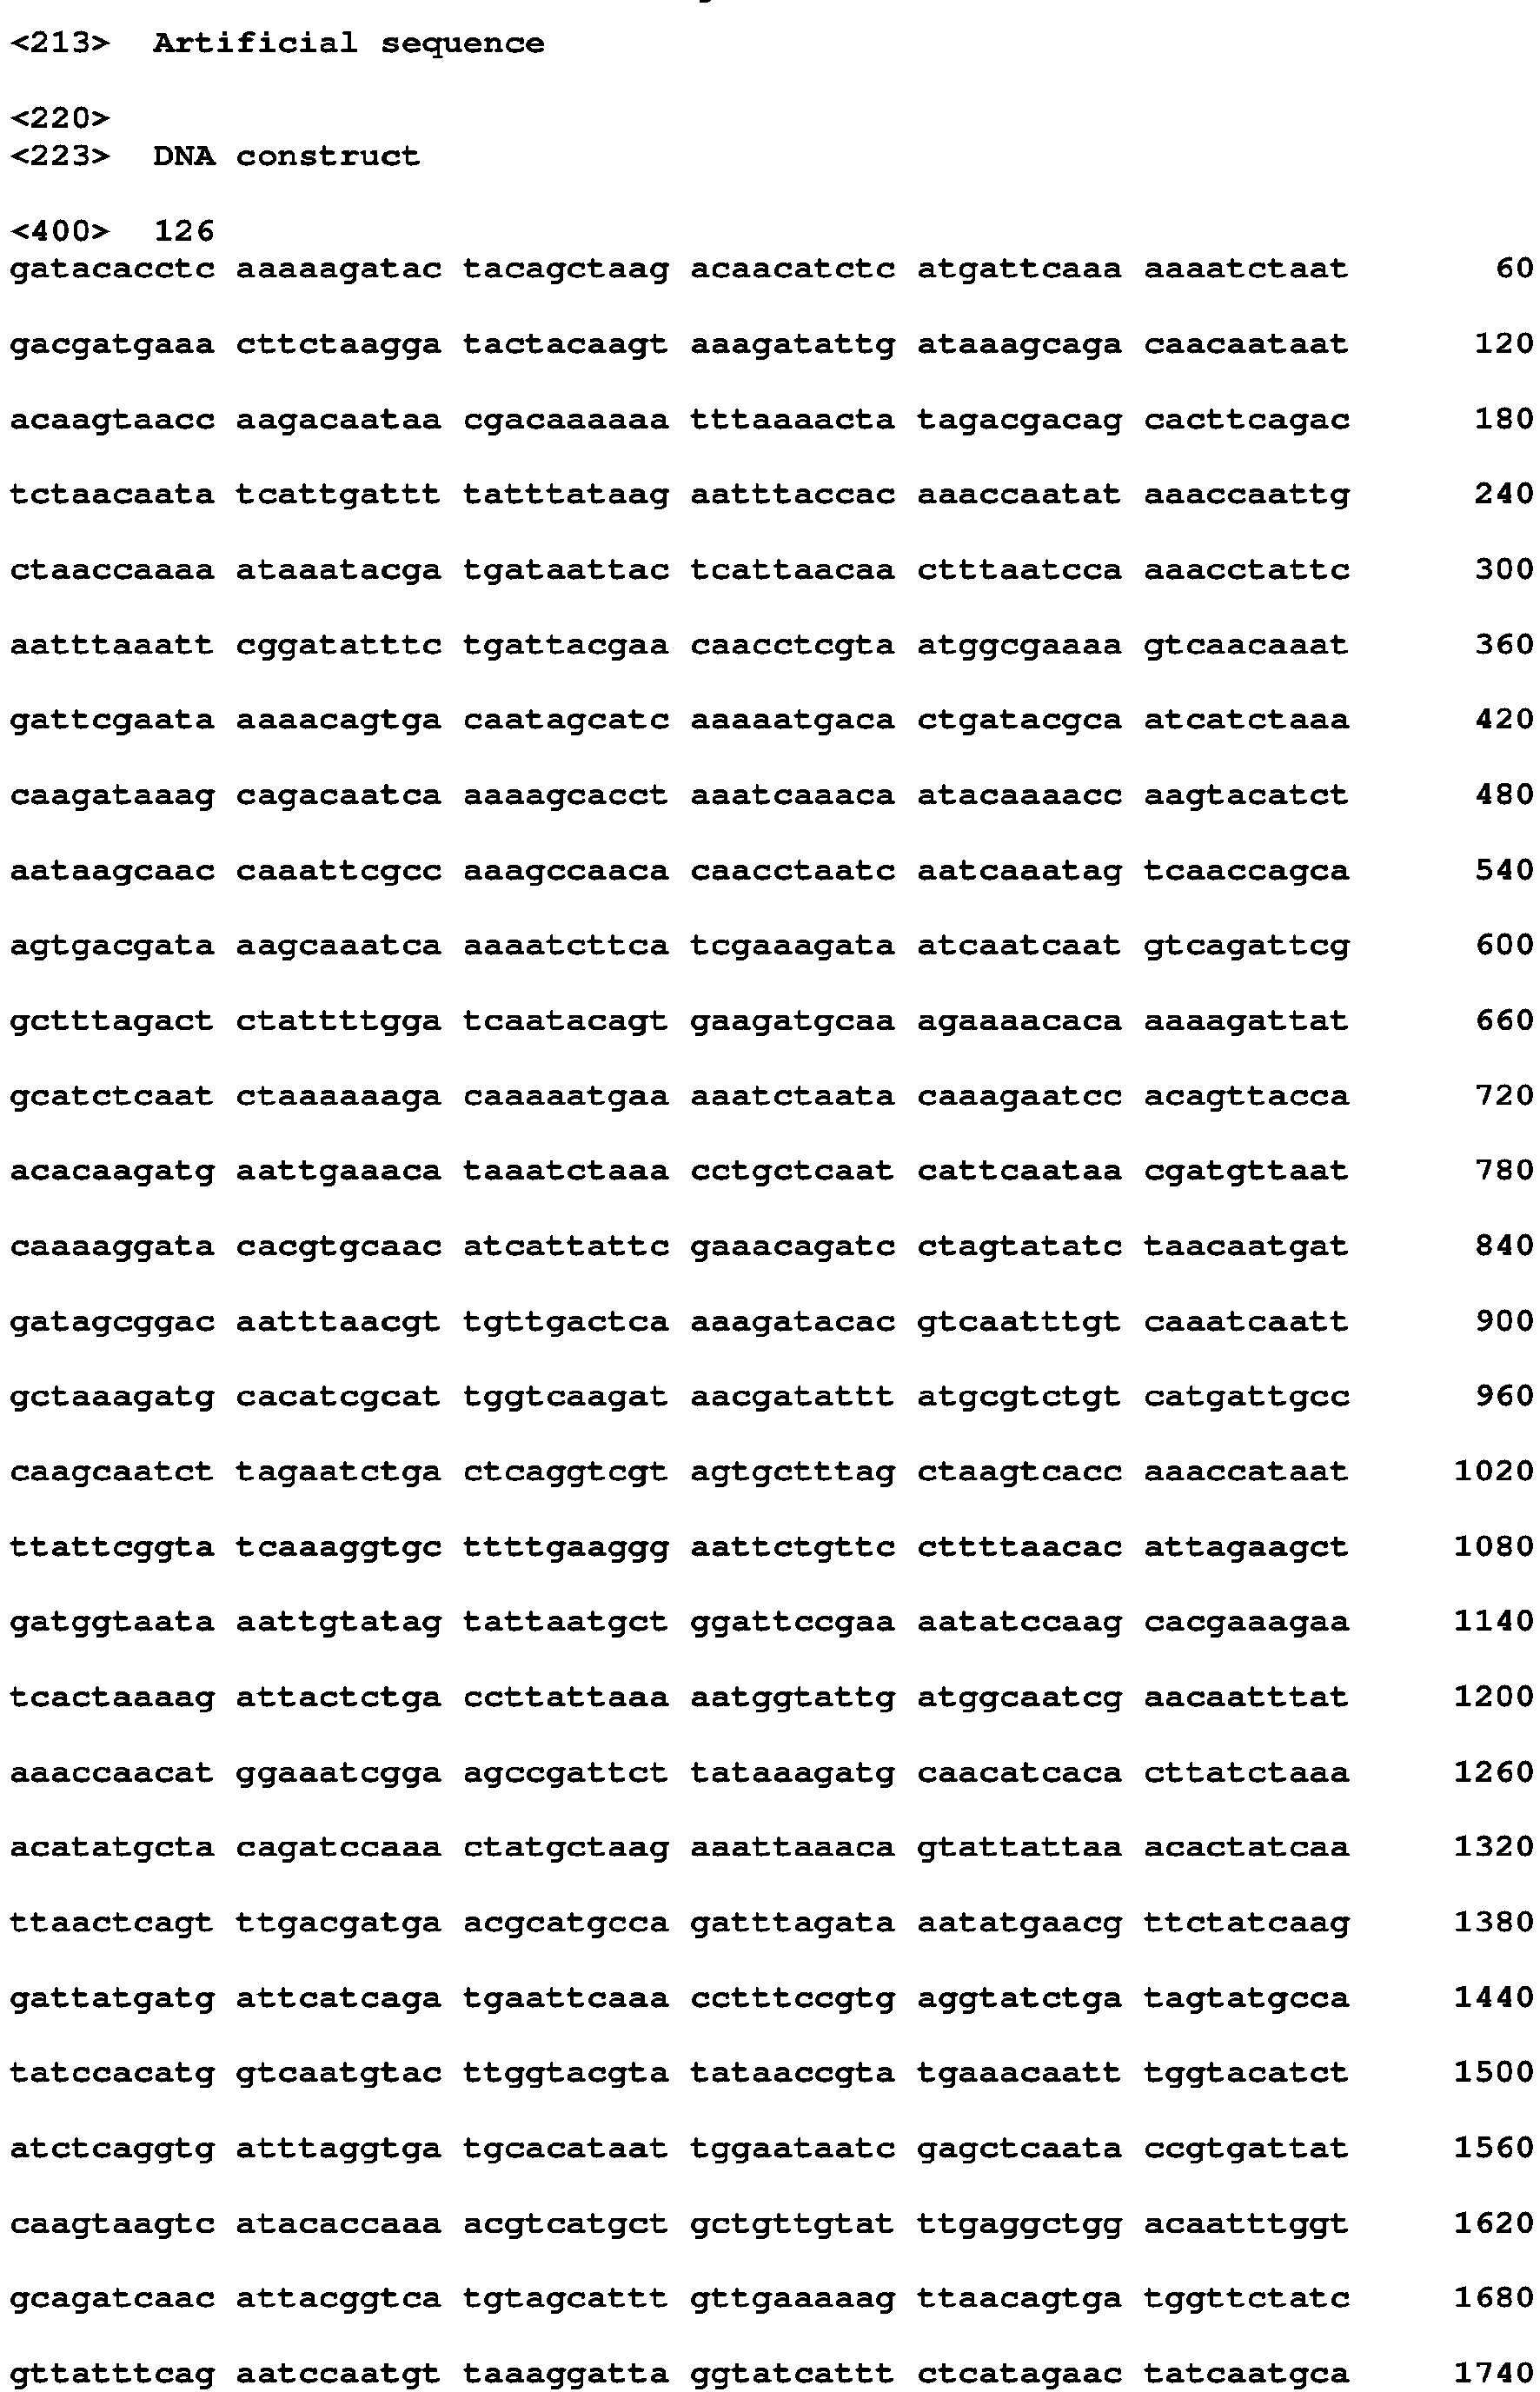 <213> Artificial sequence
<220>
<223> DNA construct
<400> 126
gatacacctc aaaaagatac tacagctaag acaacatctc atgattcaaa aaaatctaat 60
gacgatgaaa cttctaagga tactacaagt aaagatattg ataaagcaga caacaataat 120
acaagtaacc aagacaataa cgacaaaaaa tttaaaacta tagacgacag cacttcagac 180
tctaacaata tcattgattt tatttataag aatttaccac aaaccaatat aaaccaattg 240
ctaaccaaaa ataaatacga tgataattac tcattaacaa ctttaatcca aaacctattc 300
aatttaaatt cggatatttc tgattacgaa caacctcgta atggcgaaaa gtcaacaaat 360
gattcgaata aaaacagtga caatagcatc aaaaatgaca ctgatacgca atcatctaaa 420
caagataaag cagacaatca aaaagcacct aaatcaaaca atacaaaacc aagtacatct 480
aataagcaac caaattcgcc aaagccaaca caacctaatc aatcaaatag tcaaccagca 540
agtgacgata aagcaaatca aaaatcttca tcgaaagata atcaatcaat gtcagattcg 600
gctttagact ctattttgga tcaatacagt gaagatgcaa agaaaacaca aaaagattat 660
gcatctcaat ctaaaaaaga caaaaatgaa aaatctaata caaagaatcc acagttacca 720
acacaagatg aattgaaaca taaatctaaa cctgctcaat cattcaataa cgatgttaat 780
caaaaggata cacgtgcaac atcattattc gaaacagatc ctagtatatc taacaatgat 840
gatagcggac aatttaacgt tgttgactca aaagatacac gtcaatttgt caaatcaatt 900
gctaaagatg cacatcgcat tggtcaagat aacgatattt atgcgtctgt catgattgcc 960
caagcaatct tagaatctga ctcaggtcgt agtgctttag ctaagtcacc aaaccataat 1020
ttattcggta tcaaaggtgc ttttgaaggg aattctgttc cttttaacac attagaagct 1080
gatggtaata aattgtatag tattaatgct ggattccgaa aatatccaag cacgaaagaa 1140
tcactaaaag attactctga ccttattaaa aatggtattg atggcaatcg aacaatttat 1200
aaaccaacat ggaaatcgga agccgattct tataaagatg caacatcaca cttatctaaa 1260
acatatgcta cagatccaaa ctatgctaag aaattaaaca gtattattaa acactatcaa 1320
ttaactcagt ttgacgatga acgcatgcca gatttagata aatatgaacg ttctatcaag 1380
gattatgatg attcatcaga tgaattcaaa cctttccgtg aggtatctga tagtatgcca 1440
tatccacatg gtcaatgtac ttggtacgta tataaccgta tgaaacaatt tggtacatct 1500
atctcaggtg atttaggtga tgcacataat tggaataatc gagctcaata ccgtgattat 1560
caagtaagtc atacaccaaa acgtcatgct gctgttgtat ttgaggctgg acaatttggt 1620
gcagatcaac attacggtca tgtagcattt gttgaaaaag ttaacagtga tggttctatc 1680
gttatttcag aatccaatgt taaaggatta ggtatcattt ctcatagaac tatcaatgca 1740